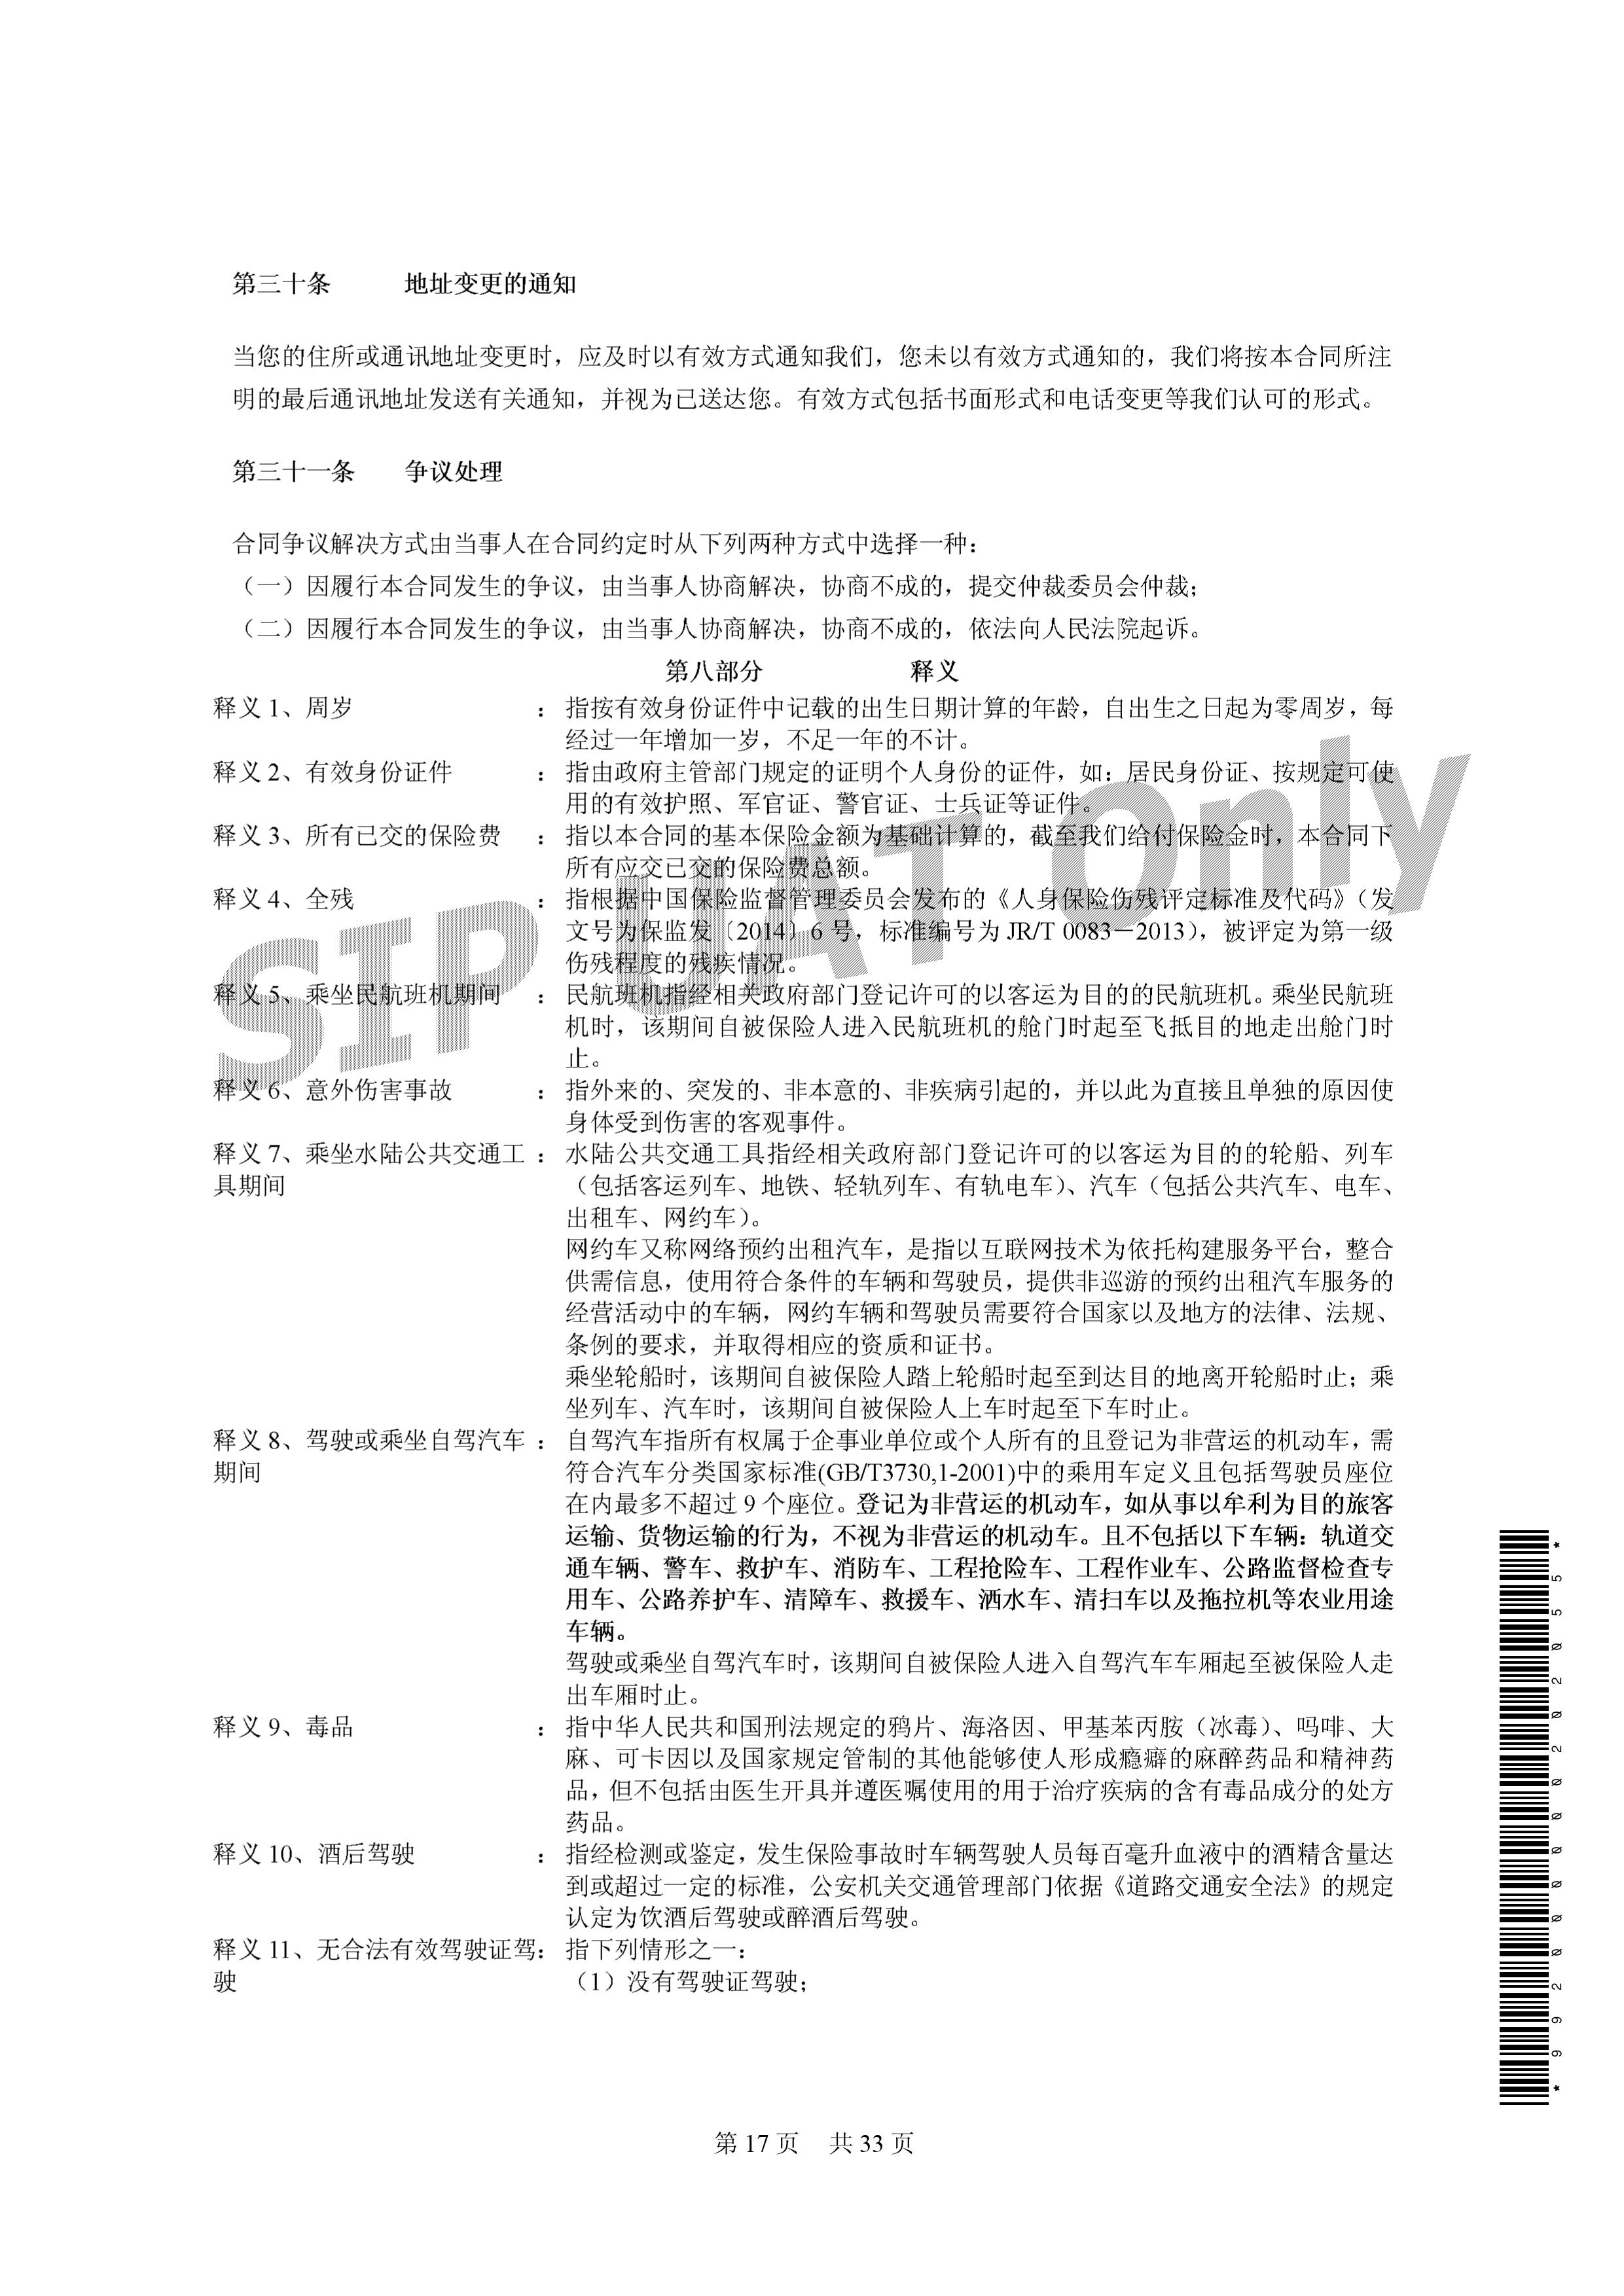 第三十条 地址变更的通知
当您的住所或通讯地址变更时，应及时以有效方式通知我们，您未以有效方式通知的，我们将按本合同所注
明的最后通讯地址发送有关通知，并视为已送达您。有效方式包括书面形式和电话变更等我们认可的形式。
第三十一条 争议处理
合同争议解决方式由当事人在合同约定时从下列两种方式中选择一种：
（一）因履行本合同发生的争议，由当事人协商解决，协商不成的，提交仲裁委员会仲裁；
（二）因履行本合同发生的争议，由当事人协商解决，协商不成的，依法向人民法院起诉。
第八部分 释义
释义 1、周岁 ： 指按有效身份证件中记载的出生日期计算的年龄，自出生之日起为零周岁，每
经过一年增加一岁，不足一年的不计。
释义 2、有效身份证件 ： 指由政府主管部门规定的证明个人身份的证件，如：居民身份证、按规定可使
用的有效护照、军官证、警官证、士兵证等证件。
释义 3、所有已交的保险费 ： 指以本合同的基本保险金额为基础计算的，截至我们给付保险金时，本合同下
所有应交已交的保险费总额。
释义 4、全残 ： 指根据中国保险监督管理委员会发布的《人身保险伤残评定标准及代码》（发
文号为保监发〔2014〕6 号，标准编号为 JR/T 0083－2013），被评定为第一级
伤残程度的残疾情况。
释义 5、乘坐民航班机期间 ： 民航班机指经相关政府部门登记许可的以客运为目的的民航班机。乘坐民航班
机时，该期间自被保险人进入民航班机的舱门时起至飞抵目的地走出舱门时
止。
释义 6、意外伤害事故 ： 指外来的、突发的、非本意的、非疾病引起的，并以此为直接且单独的原因使
身体受到伤害的客观事件。
释义 7、乘坐水陆公共交通工 ： 水陆公共交通工具指经相关政府部门登记许可的以客运为目的的轮船、列车
具期间 （包括客运列车、地铁、轻轨列车、有轨电车）、汽车（包括公共汽车、电车、
出租车、网约车）。
网约车又称网络预约出租汽车，是指以互联网技术为依托构建服务平台，整合
供需信息，使用符合条件的车辆和驾驶员，提供非巡游的预约出租汽车服务的
经营活动中的车辆，网约车辆和驾驶员需要符合国家以及地方的法律、法规、
条例的要求，并取得相应的资质和证书。
乘坐轮船时，该期间自被保险人踏上轮船时起至到达目的地离开轮船时止；乘
坐列车、汽车时，该期间自被保险人上车时起至下车时止。
释义 8、驾驶或乘坐自驾汽车 ： 自驾汽车指所有权属于企事业单位或个人所有的且登记为非营运的机动车，需
期间 符合汽车分类国家标准(GB/T3730,1-2001)中的乘用车定义且包括驾驶员座位
在内最多不超过 9 个座位。登记为非营运的机动车，如从事以牟利为目的旅客
运输、货物运输的行为，不视为非营运的机动车。且不包括以下车辆：轨道交
通车辆、警车、救护车、消防车、工程抢险车、工程作业车、公路监督检查专
用车、公路养护车、清障车、救援车、洒水车、清扫车以及拖拉机等农业用途
车辆。
驾驶或乘坐自驾汽车时，该期间自被保险人进入自驾汽车车厢起至被保险人走
出车厢时止。
释义 9、毒品 ： 指中华人民共和国刑法规定的鸦片、海洛因、甲基苯丙胺（冰毒）、吗啡、大
麻、可卡因以及国家规定管制的其他能够使人形成瘾癖的麻醉药品和精神药
品，但不包括由医生开具并遵医嘱使用的用于治疗疾病的含有毒品成分的处方
药品。
释义 10、酒后驾驶 ： 指经检测或鉴定，发生保险事故时车辆驾驶人员每百毫升血液中的酒精含量达
到或超过一定的标准，公安机关交通管理部门依据《道路交通安全法》的规定
认定为饮酒后驾驶或醉酒后驾驶。
释义 11、无合法有效驾驶证驾 ： 指下列情形之一：
驶 （1）没有驾驶证驾驶；
SIP UAT Only
*992000002020255*
第 17 页 共 33 页